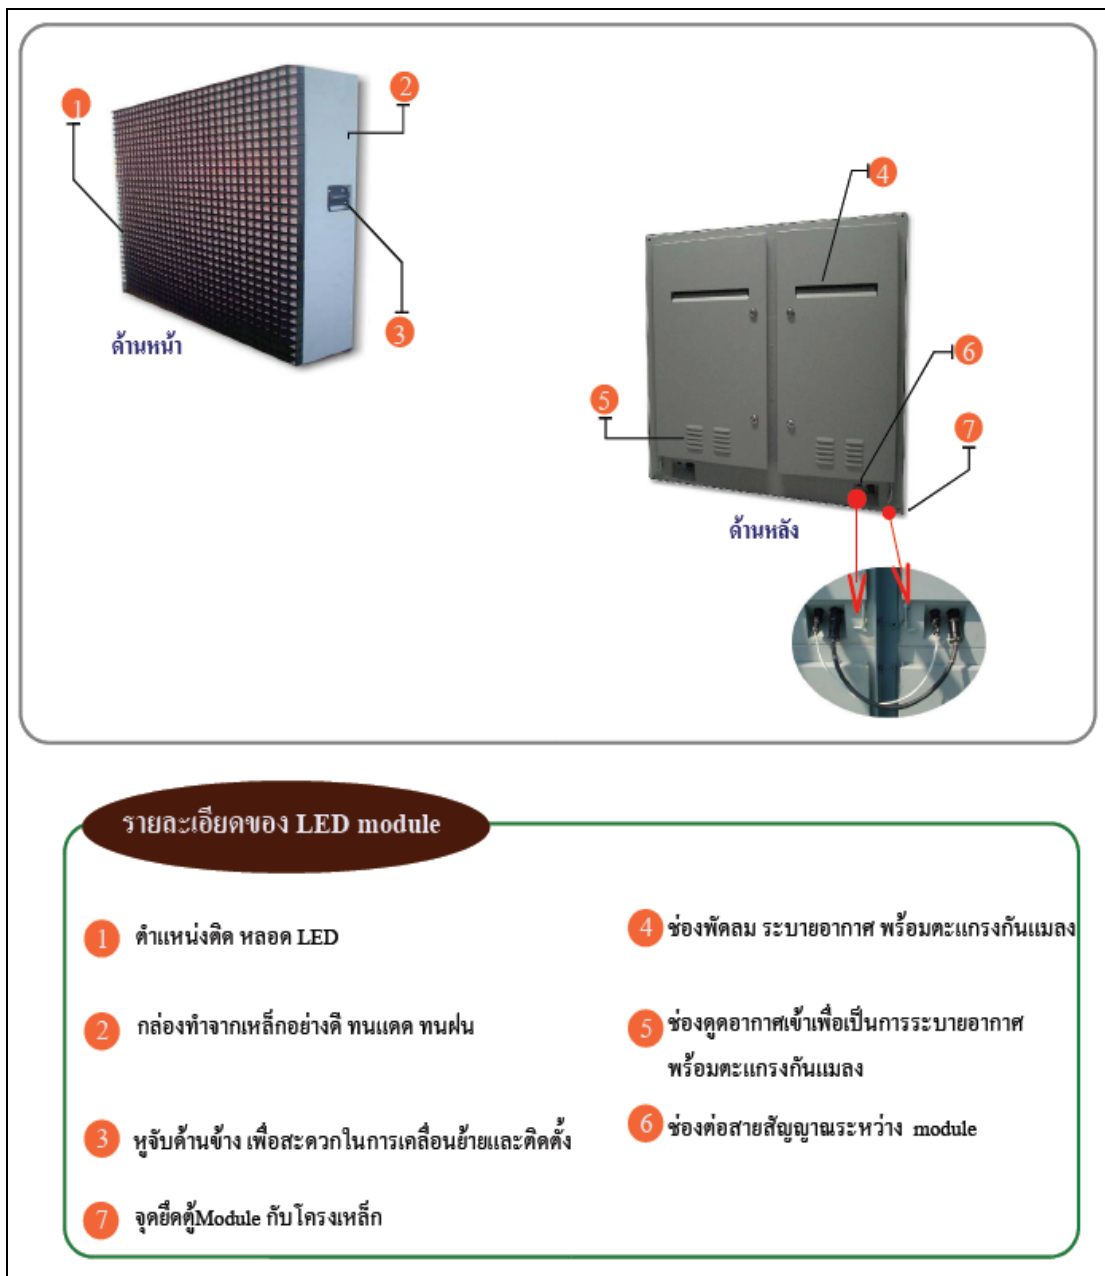 1
2
3
ด้านหน้า
4
5
6
7
ด้านหลัง
รายละเอียดของ LED module
1 ตำแหน่งติด หลอด LED
2 กล่องทำจากเหล็กอย่างดี ทนแดด ทนฝน
3 หูจับด้านข้าง เพื่อสะดวกในการเคลื่อนย้ายและติดตั้ง
7 จุดยึดตู้Module กับโครงเหล็ก
4 ช่องพัดลม ระบายอากาศ พร้อมตะแกรงกันแมลง
5 ช่องดูดอากาศเข้าเพื่อเป็นการระบายอากาศ
พร้อมตะแกรงกันแมลง
6 ช่องต่อสายสัญญาณระหว่าง module